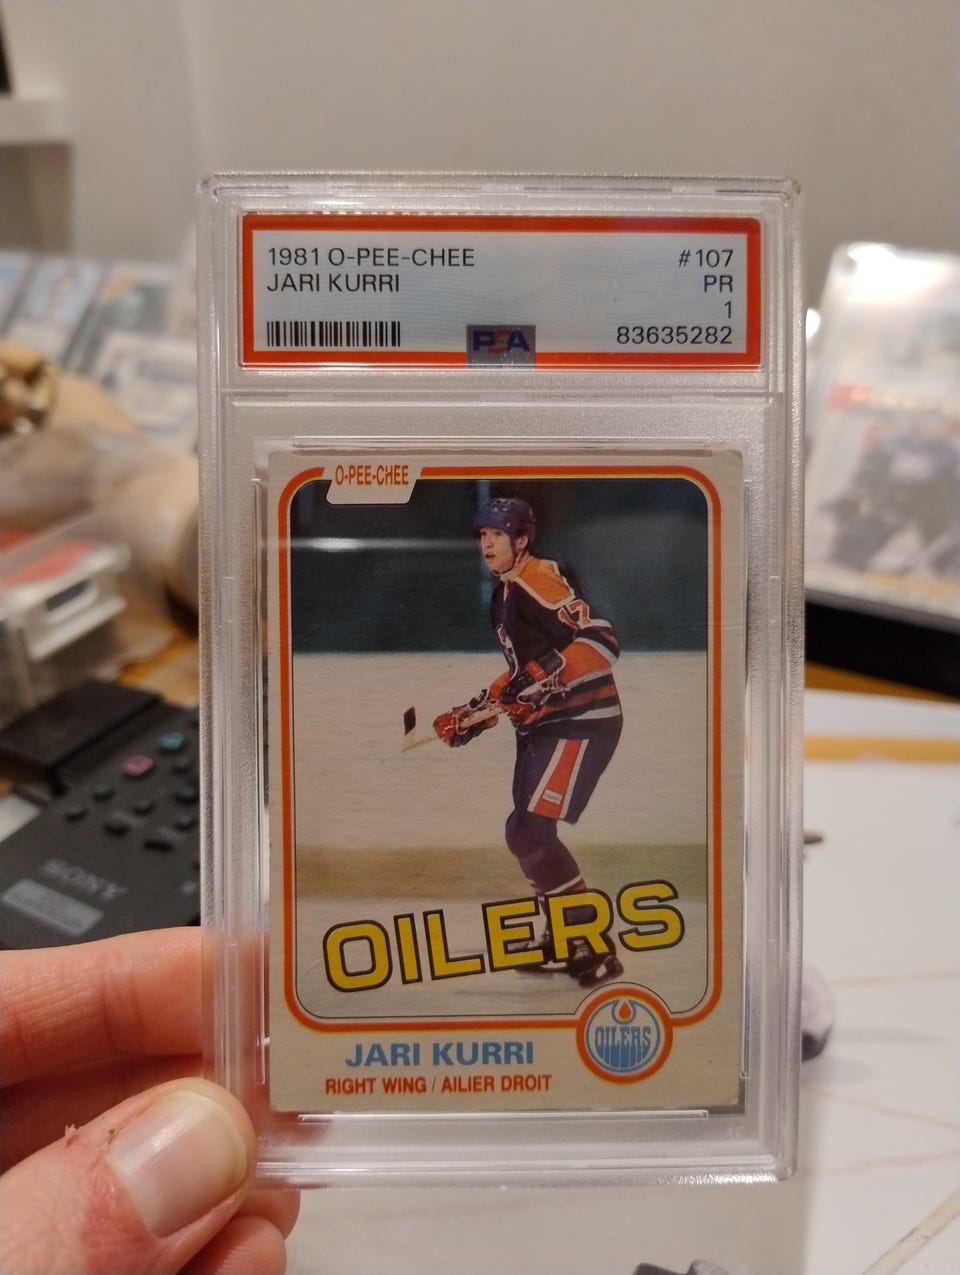 1981 O-PEE-CHEE #107
JARI KURRI PR
1
PSA 83635282
O-PEE-CHEE
7
OILERS
OILERS
JARI KURRI
RIGHT WING / AILIER DROIT
SONY